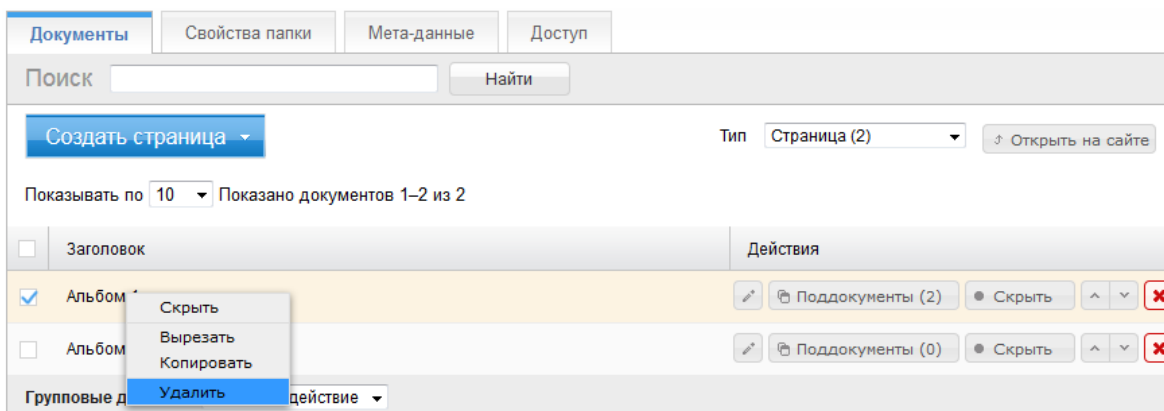 Документы Свойства папки Мета-данные Доступ
Поиск Найти
Создать страница Тип Страница (2) Открыть на сайте
Показывать по 10 Показано документов 1–2 из 2
Заголовок Действия
Альбом Поддокументы (2) Скрыть
Скрыть
Вырезать
Альбом Поддокументы (0) Скрыть
Копировать
Удалить
Групповые действие